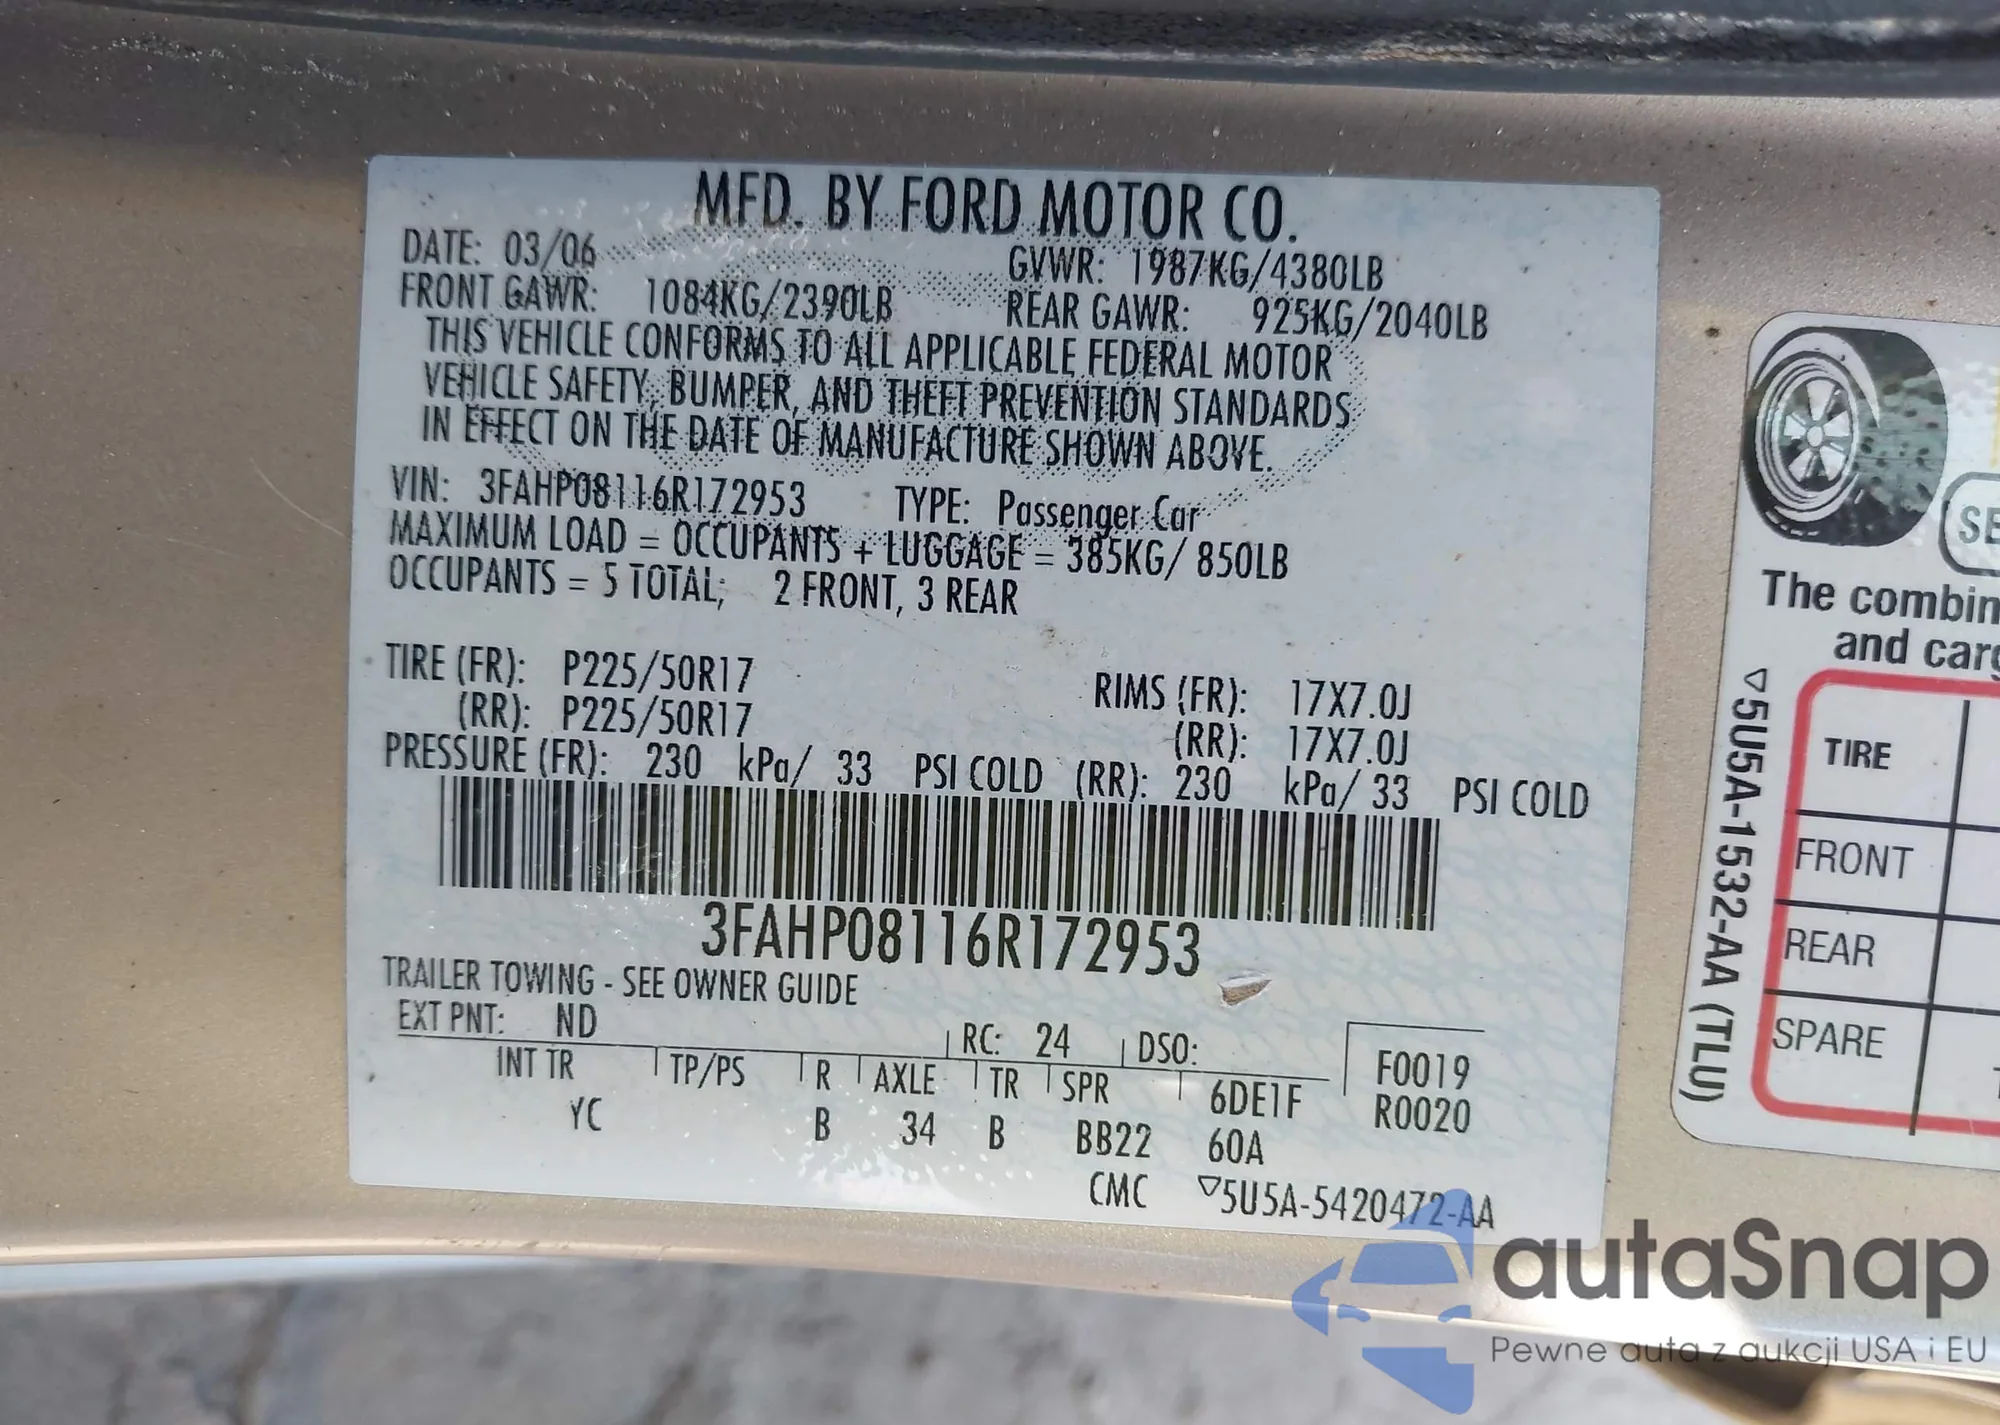 MFD. BY FORD MOTOR CO.
DATE: 03/06
GVWR: 1987KG/4380LB
FRONT GAWR: 1084KG/2390LB
REAR GAWR: 925KG/2040LB
THIS VEHICLE CONFORMS TO ALL APPLICABLE FEDERAL MOTOR
VEHICLE SAFETY, BUMPER, AND THEFT PREVENTION STANDARDS
IN EFFECT ON THE DATE OF MANUFACTURE SHOWN ABOVE.
VIN: 3FAHP08116R172953 TYPE: Passenger Car
MAXIMUM LOAD = OCCUPANTS + LUGGAGE = 385KG/ 850LB
OCCUPANTS = 5 TOTAL; 2 FRONT, 3 REAR
TIRE (FR): P225/50R17 RIMS (FR): 17X7.0J
(RR): P225/50R17 (RR): 17X7.0J
PRESSURE (FR): 230 kPa/ 33 PSI COLD (RR): 230 kPa/ 33 PSI COLD
3FAHP08116R172953
TRAILER TOWING - SEE OWNER GUIDE
EXT PNT: ND RC: 24 DSO: F0019
INT TR TP/PS R AXLE TR SPR 6DE1F R0020
YC B 34 B BB22 60A
CMC ▽5U5A-5420472-AA
The combin
and carg
TIRE
FRONT
REAR
SPARE
▽5U5A-1532-AA (TLU)
autaSnap
Pewne auta z aukcji USA i EU